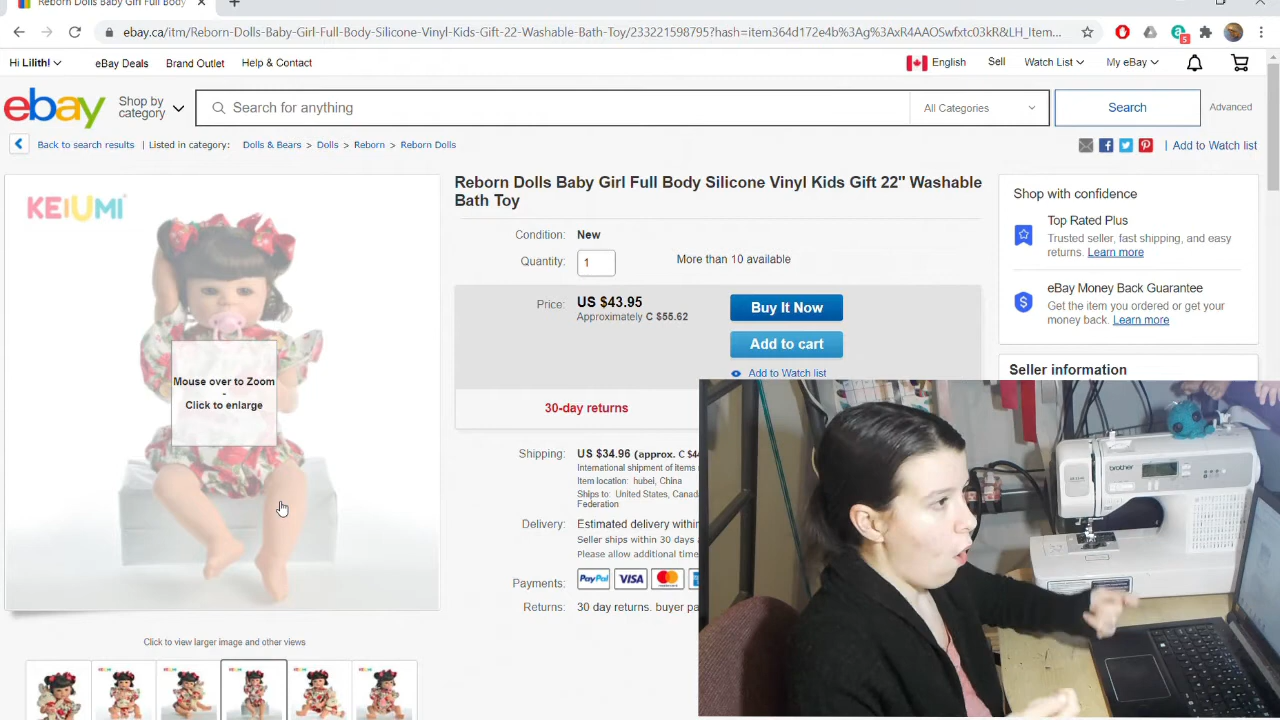 Reborn Dolls Baby Girl Full Body
ebay.ca/itm/Reborn-Dolls-Baby-Girl-Full-Body-Silicone-Vinyl-Kids-Gift-22-Washable-Bath-Toy/233221598795?hash=item364d172e4b%3Ag%3AxR4AAOSwfxtc03kR&LH_Item...
5
Hi Lilith!
eBay Deals
Brand Outlet
Help & Contact
English
Sell
Watch List
My eBay
ebay
Shop by
category
Search for anything
All Categories
Search
Advanced
Back to search results | Listed in category: Dolls & Bears > Dolls > Reborn > Reborn Dolls
| Add to Watch list
KEIUMI
Mouse over to Zoom
-
Click to enlarge
Click to view larger image and other views
Reborn Dolls Baby Girl Full Body Silicone Vinyl Kids Gift 22" Washable
Bath Toy
Condition: New
Quantity: 1 More than 10 available
Price: US $43.95
Approximately C $55.62
Buy It Now
Add to cart
Add to Watch list
30-day returns
Shipping: US $34.96 (approx. C $4
International shipment of items
Item location: hubei, China
Ships to: United States, Canad
Federation
Delivery: Estimated delivery within
Seller ships within 30 days
Please allow additional time
Payments: PayPal VISA
Returns: 30 day returns. buyer pa
Shop with confidence
Top Rated Plus
Trusted seller, fast shipping, and easy
returns. Learn more
eBay Money Back Guarantee
Get the item you ordered or get your
money back. Learn more
Seller information
brother